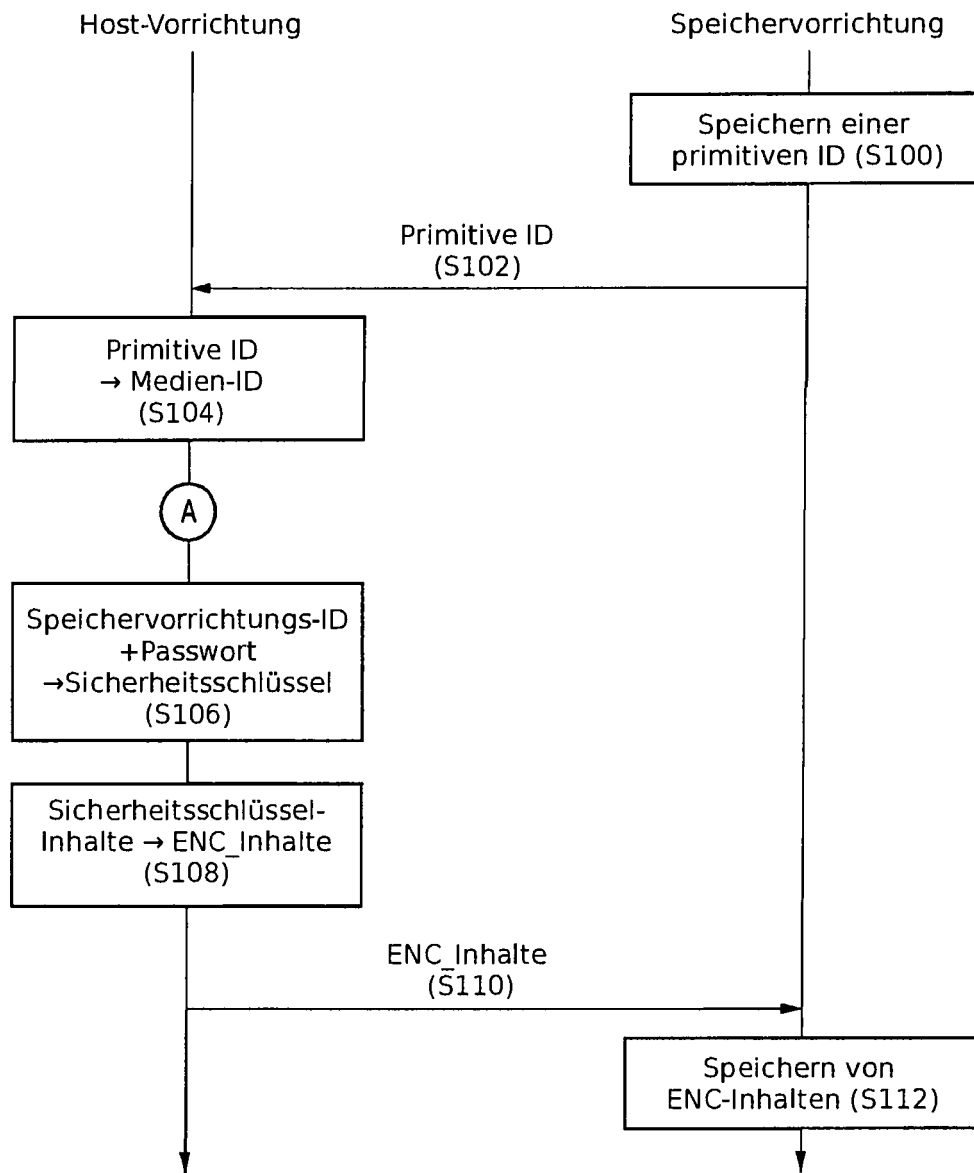 Host-Vorrichtung
Speichervorrichtung
Speichern einer
primitiven ID (S100)
Primitive ID
(S102)
Primitive ID
→ Medien-ID
(S104)
A
Speichervorrichtungs-ID
+Passwort
→Sicherheitsschlüssel
(S106)
Sicherheitsschlüssel-
Inhalte → ENC_Inhalte
(S108)
ENC_Inhalte
(S110)
Speichern von
ENC-Inhalten (S112)